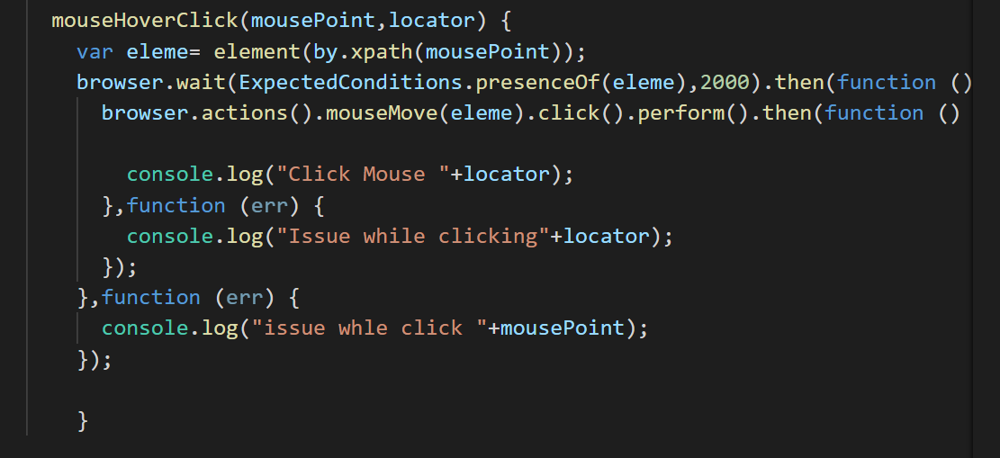 mouseHoverClick(mousePoint,locator) {
var eleme= element(by.xpath(mousePoint));
browser.wait(ExpectedConditions.presenceOf(eleme),2000).then(function ()
browser.actions().mouseMove(eleme).click().perform().then(function ()
console.log("Click Mouse "+locator);
},function (err) {
console.log("Issue while clicking"+locator);
});
},function (err) {
console.log("issue whle click "+mousePoint);
});
}